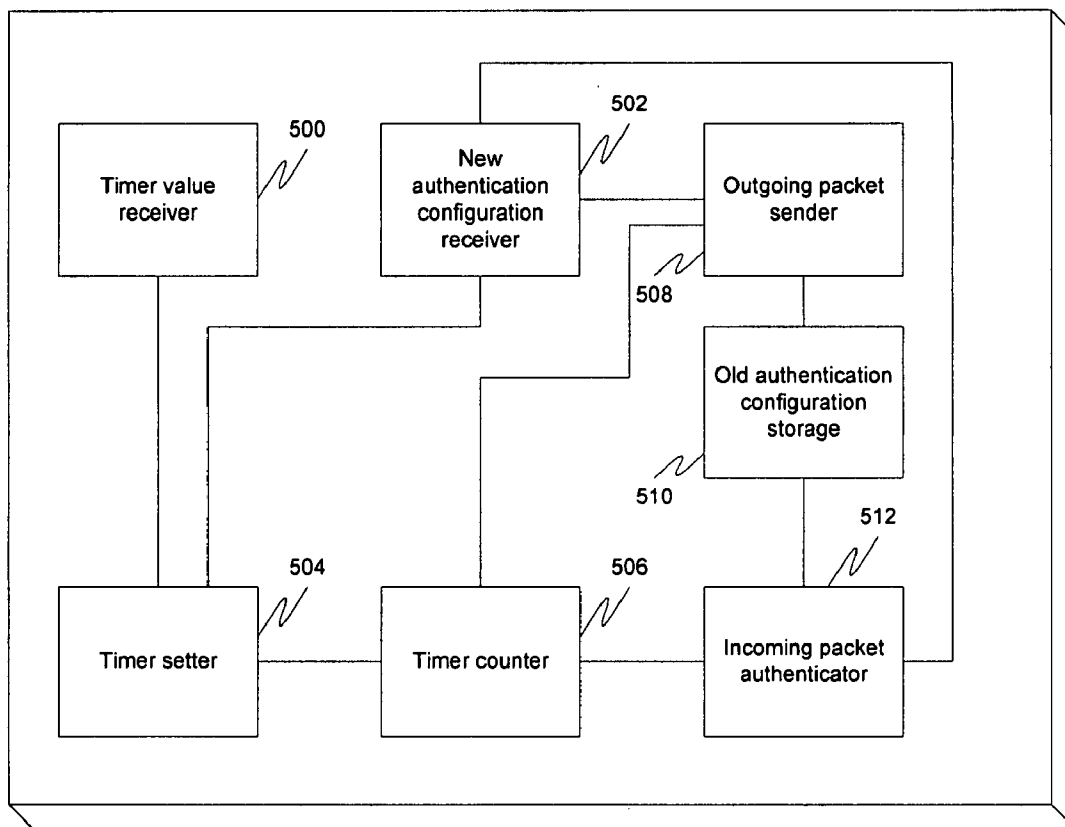 500
Timer value
receiver
502
New
authentication
configuration
receiver
Outgoing packet
sender
508
Old authentication
configuration
storage
510
512
504
Timer setter
506
Timer counter
Incoming packet
authenticator